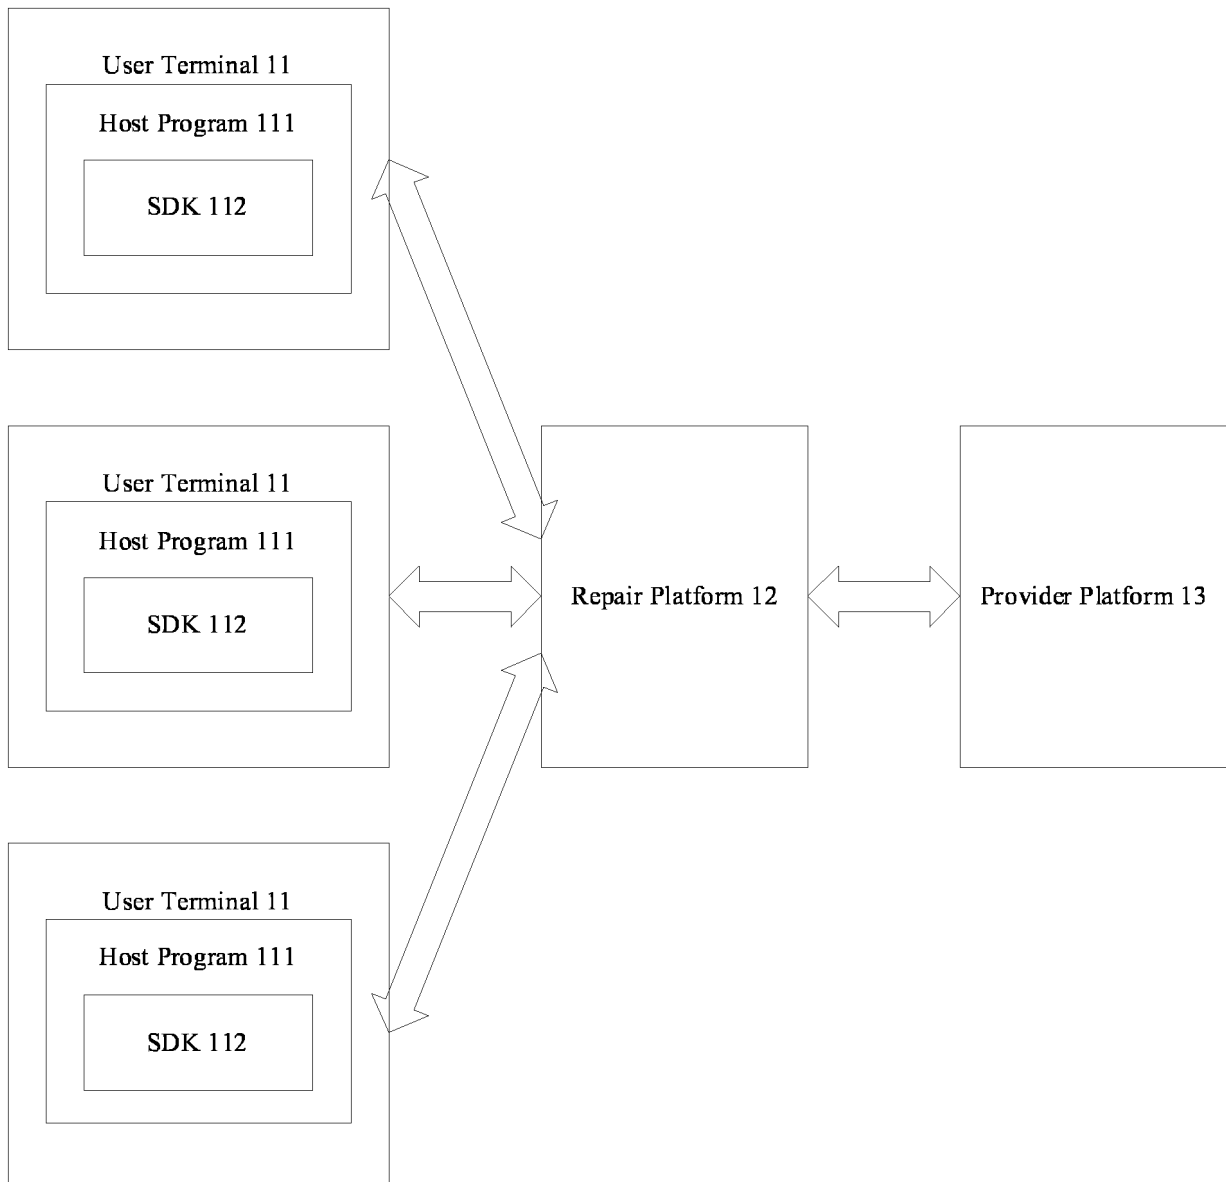 User Terminal 11
Host Program 111
SDK 112
User Terminal 11
Host Program 111
SDK 112
Repair Platform 12
Provider Platform 13
User Terminal 11
Host Program 111
SDK 112